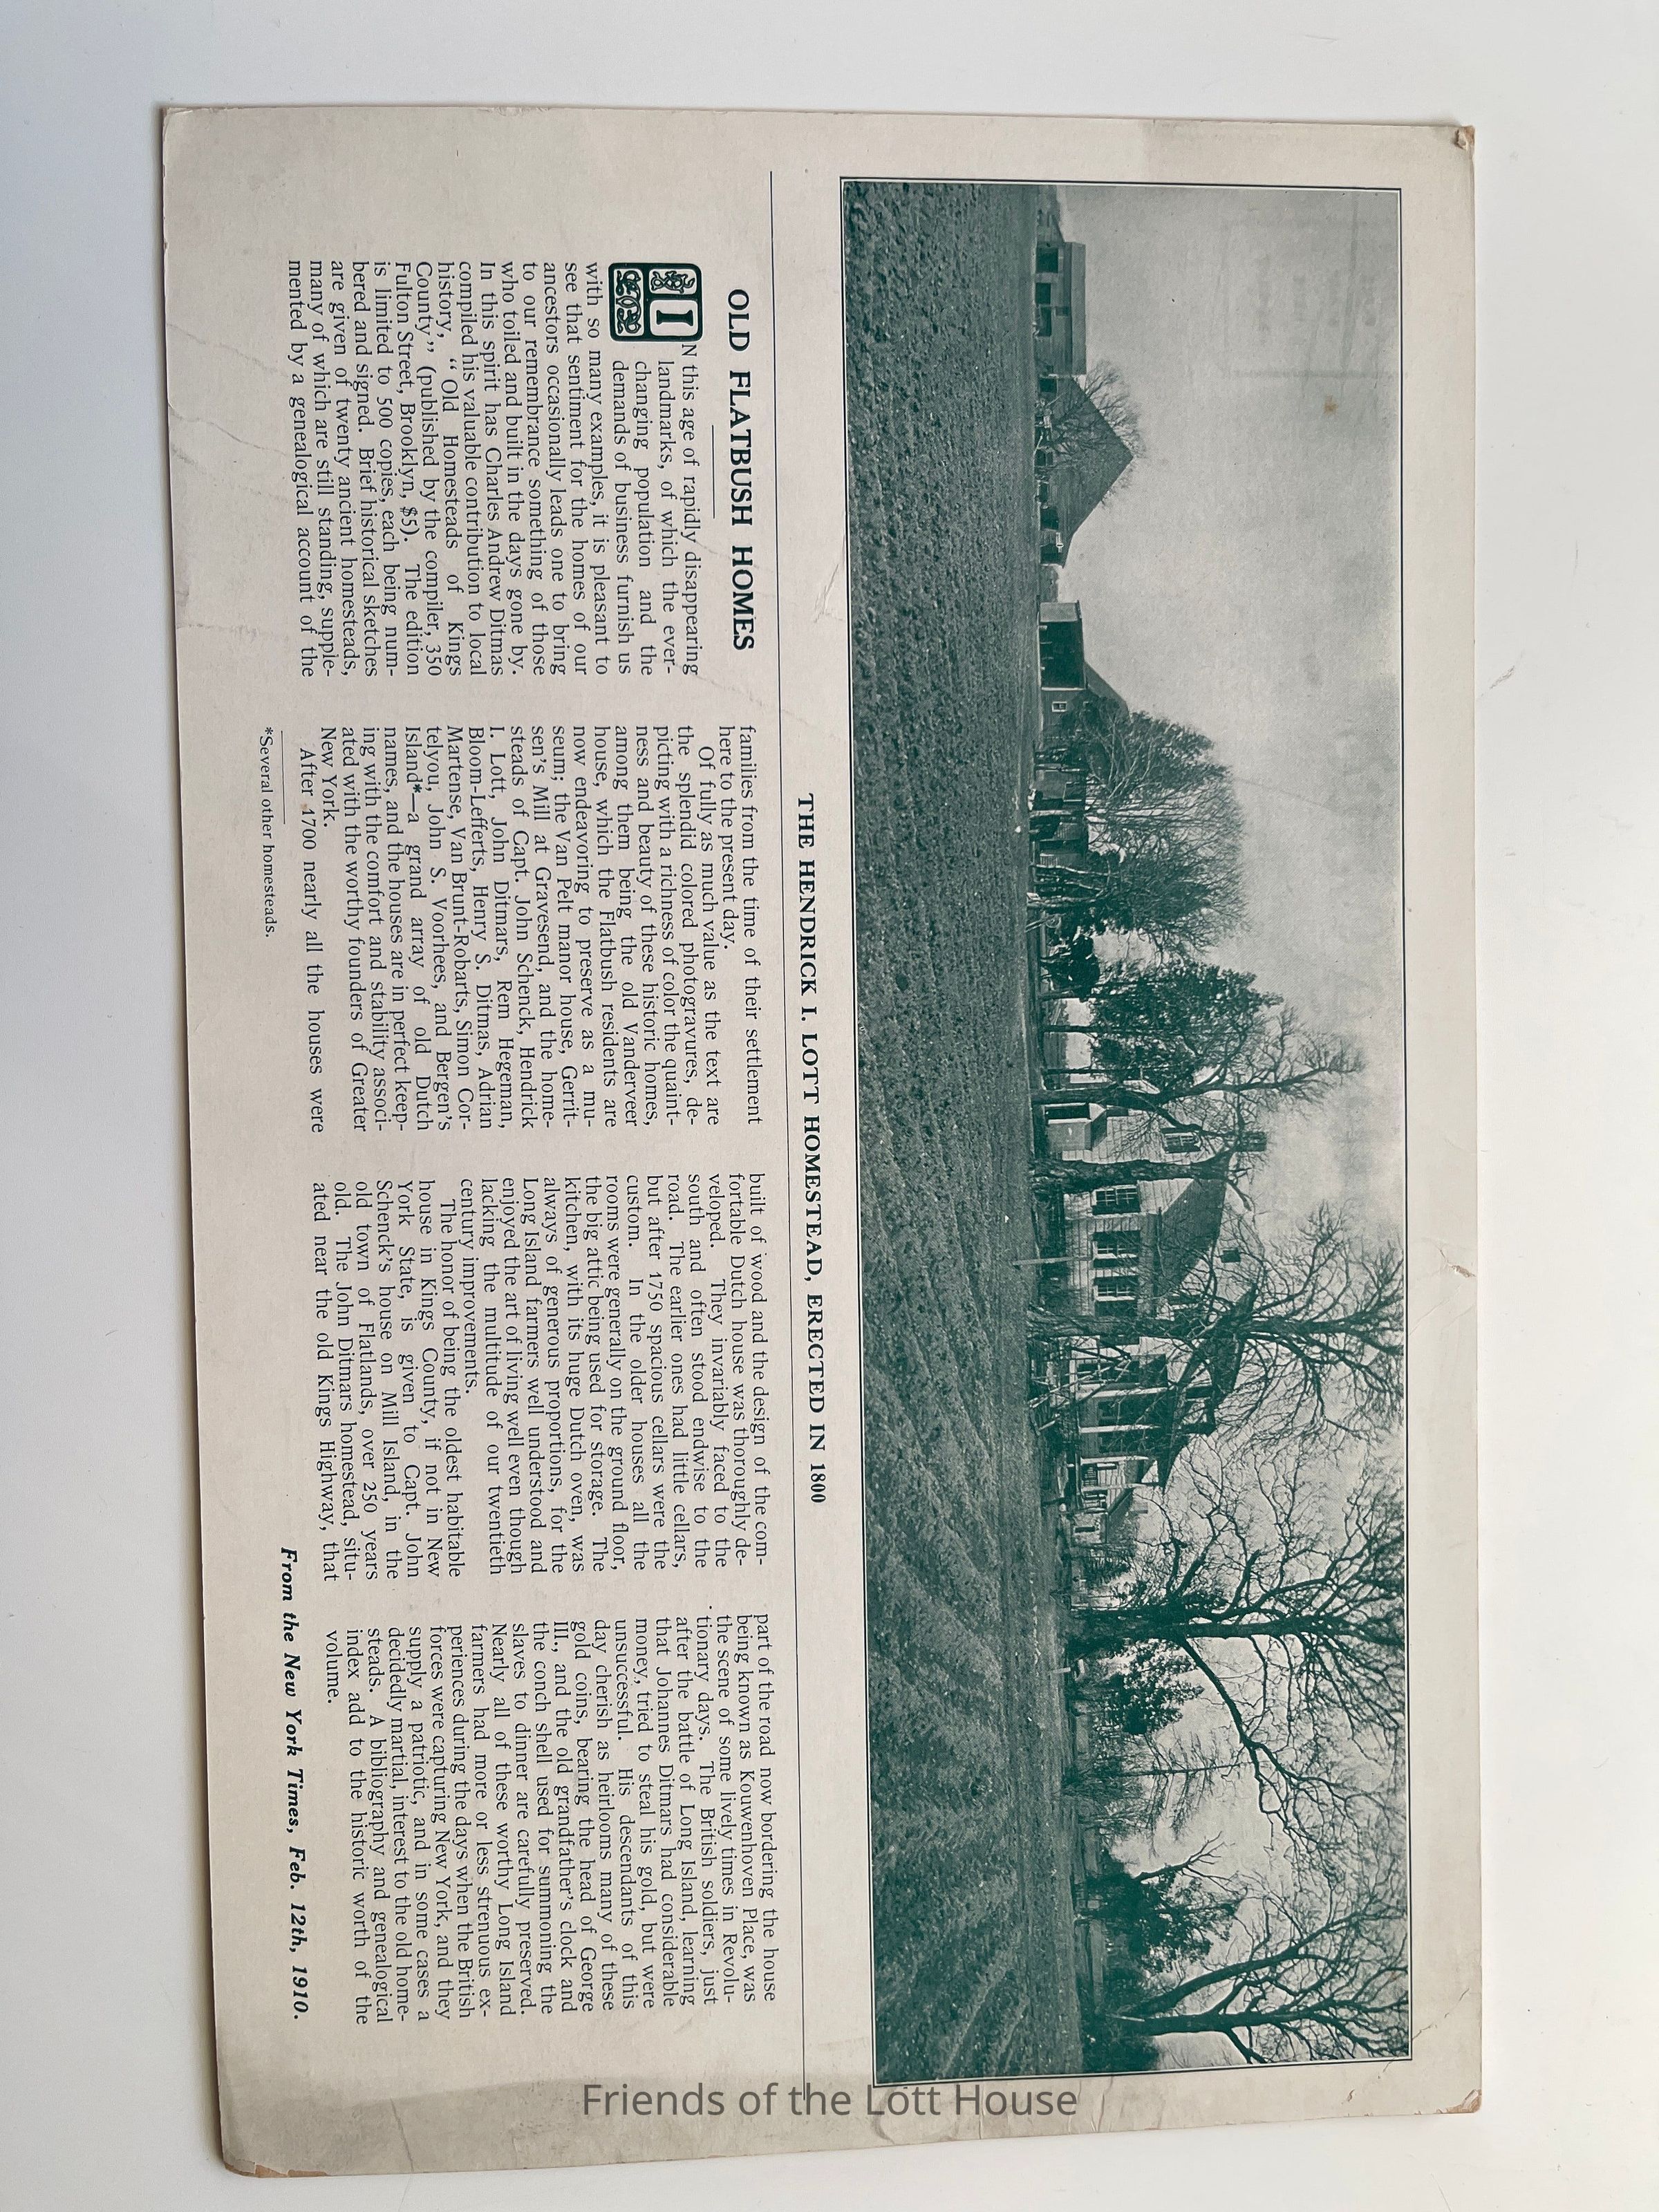 THE HENDRICK I. LOTT HOMESTEAD, ERECTED IN 1800
OLD FLATBUSH HOMES
IN this age of rapidly disappearing
landmarks, of which the ever-
changing population and the
demands of business furnish us
with so many examples, it is pleasant to
see that sentiment for the homes of our
ancestors occasionally leads one to bring
to our remembrance something of those
who toiled and built in the days gone by.
In this spirit has Charles Andrew Ditmas
compiled his valuable contribution to local
history, “Old Homesteads of Kings
County,” (published by the compiler, 350
Fulton Street, Brooklyn, $5). The edition
is limited to 500 copies, each being num-
bered and signed. Brief historical sketches
are given of twenty ancient homesteads,
many of which are still standing, supple-
mented by a genealogical account of the
families from the time of their settlement
here to the present day.
Of fully as much value as the text are
the splendid colored photogravures, de-
picting with a richness of color the quaint-
ness and beauty of these historic homes,
among them being the old Vanderveer
house, which the Flatbush residents are
now endeavoring to preserve as a mu-
seum; the Van Pelt manor house, Gerrit-
sen's Mill at Gravesend, and the home-
steads of Capt. John Schenck, Hendrick
I. Lott, John Ditmars, Rem Hegeman,
Bloom-Lefferts, Henry S. Ditmas, Adrian
Martense, Van Brunt-Robarts, Simon Cor-
telyou, John S. Voorhees, and Bergen's
Island*—a grand array of old Dutch
names, and the houses are in perfect keep-
ing with the comfort and stability associ-
ated with the worthy founders of Greater
New York.
After 1700 nearly all the houses were
*Several other homesteads.
built of wood and the design of the com-
fortable Dutch house was thoroughly de-
veloped. They invariably faced to the
south and often stood endwise to the
road. The earlier ones had little cellars,
but after 1750 spacious cellars were the
custom. In the older houses all the
rooms were generally on the ground floor,
the big attic being used for storage. The
kitchen, with its huge Dutch oven, was
always of generous proportions, for the
Long Island farmers well understood and
enjoyed the art of living well even though
lacking the multitude of our twentieth
century improvements.
The honor of being the oldest habitable
house in Kings County, if not in New
York State, is given to Capt. John
Schenck's house on Mill Island, in the
old town of Flatlands, over 250 years
old. The John Ditmars homestead, situ-
ated near the old Kings Highway, that
part of the road now bordering the house
being known as Kouwenhoven Place, was
the scene of some lively times in Revolu-
tionary days. The British soldiers, just
after the battle of Long Island, learning
that Johannes Ditmars had considerable
money, tried to steal his gold, but were
unsuccessful. His descendants of this
day cherish as heirlooms many of these
gold coins, bearing the head of George
III., and the old grandfather's clock and
the conch shell used for summoning the
slaves to dinner are carefully preserved.
Nearly all of these worthy Long Island
farmers had more or less strenuous ex-
periences during the days when the British
forces were capturing New York, and they
supply a patriotic, and in some cases a
decidedly martial, interest to the old home-
steads. A bibliography and genealogical
index add to the historic worth of the
volume.
From the New York Times, Feb. 12th, 1910.
Friends of the Lott House